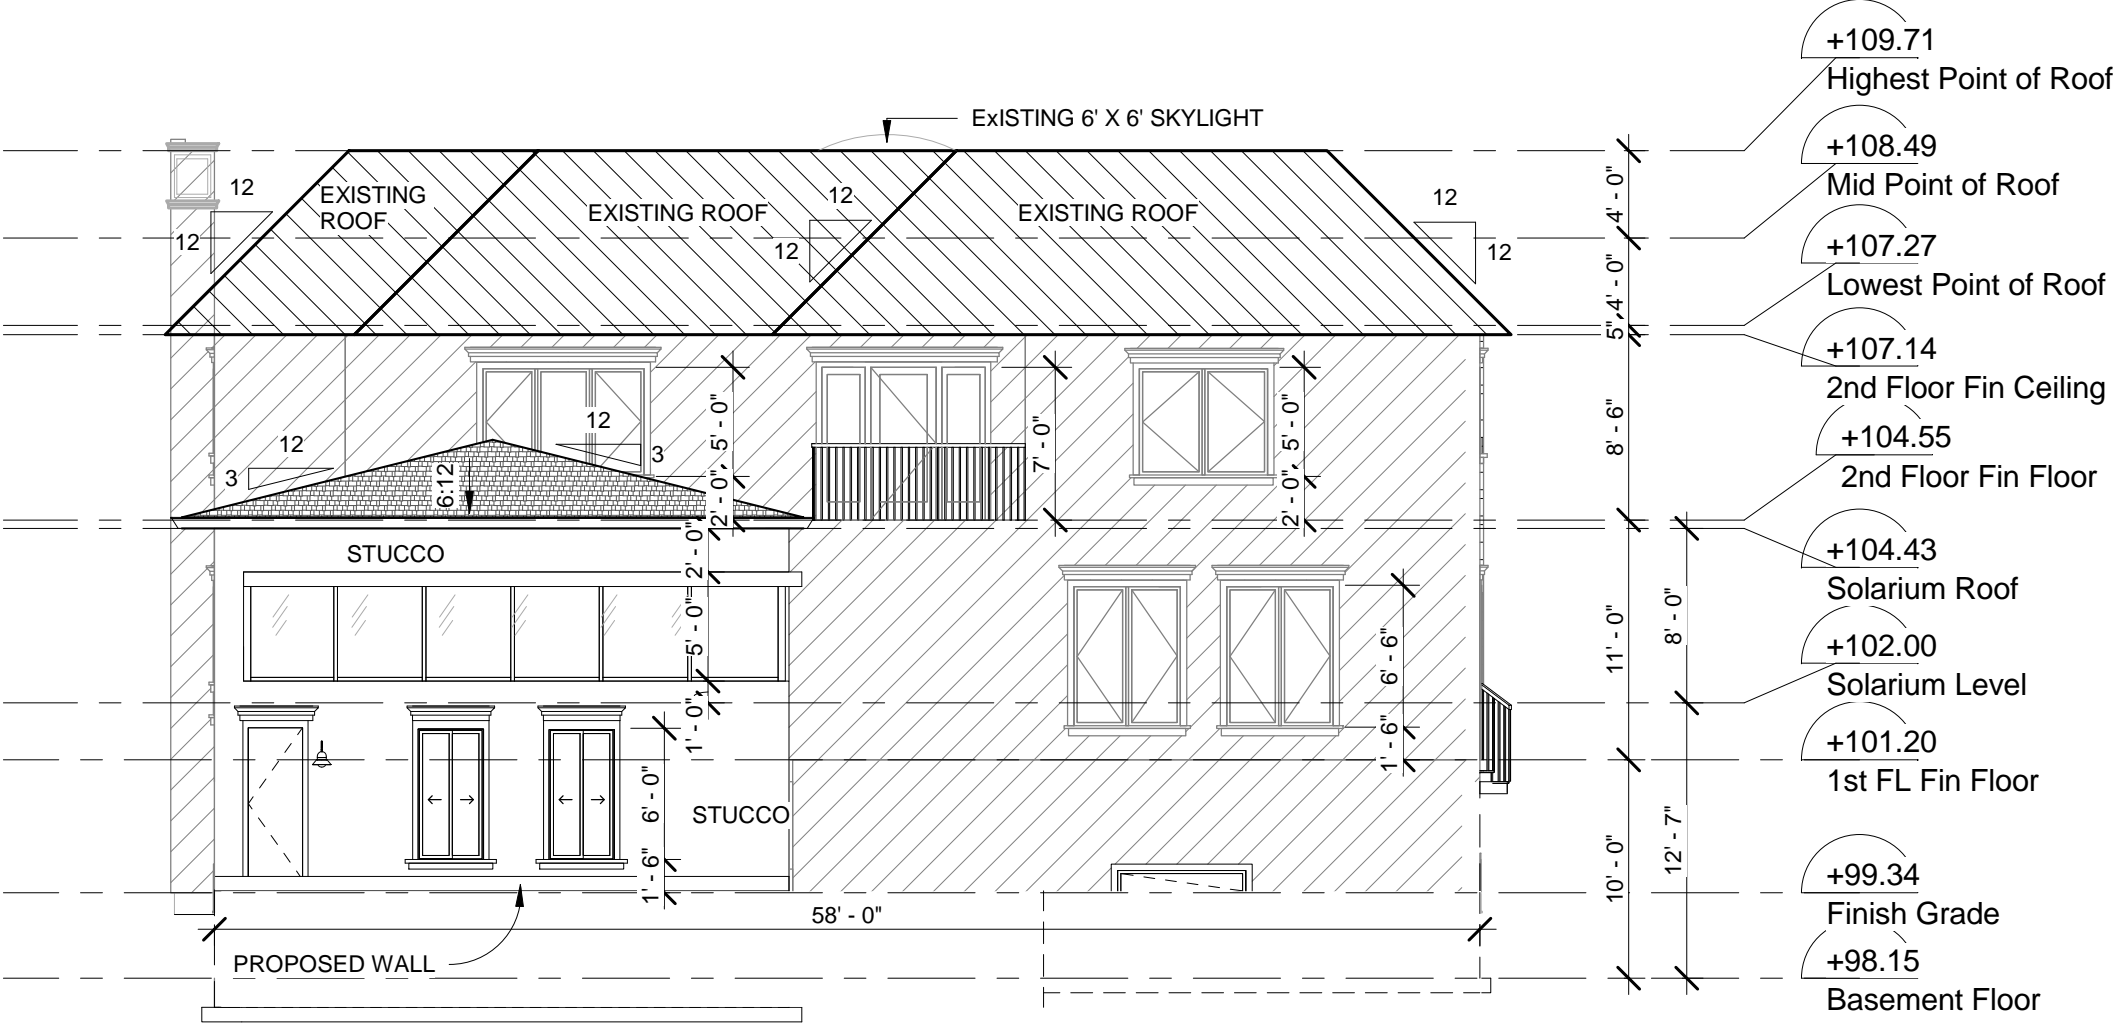 +109.71
Highest Point of Roof
ExISTING 6' X 6' SKYLIGHT
+108.49
Mid Point of Roof
12
12
EXISTING
ROOF
EXISTING ROOF
12
12
EXISTING ROOF
12
12
4' - 0"
4' - 0"
5"
+107.27
Lowest Point of Roof
+107.14
2nd Floor Fin Ceiling
12
3
6:12
12
3
5' - 0"
2' - 0"
7' - 0"
5' - 0"
2' - 0"
8' - 6"
+104.55
2nd Floor Fin Floor
STUCCO
2' - 0"
5' - 0"
1' - 0"
6' - 6"
1' - 6"
11' - 0"
8' - 0"
+104.43
Solarium Roof
+102.00
Solarium Level
+101.20
1st FL Fin Floor
STUCCO
6' - 0"
1' - 6"
10' - 0"
12' - 7"
+99.34
Finish Grade
58' - 0"
PROPOSED WALL
+98.15
Basement Floor